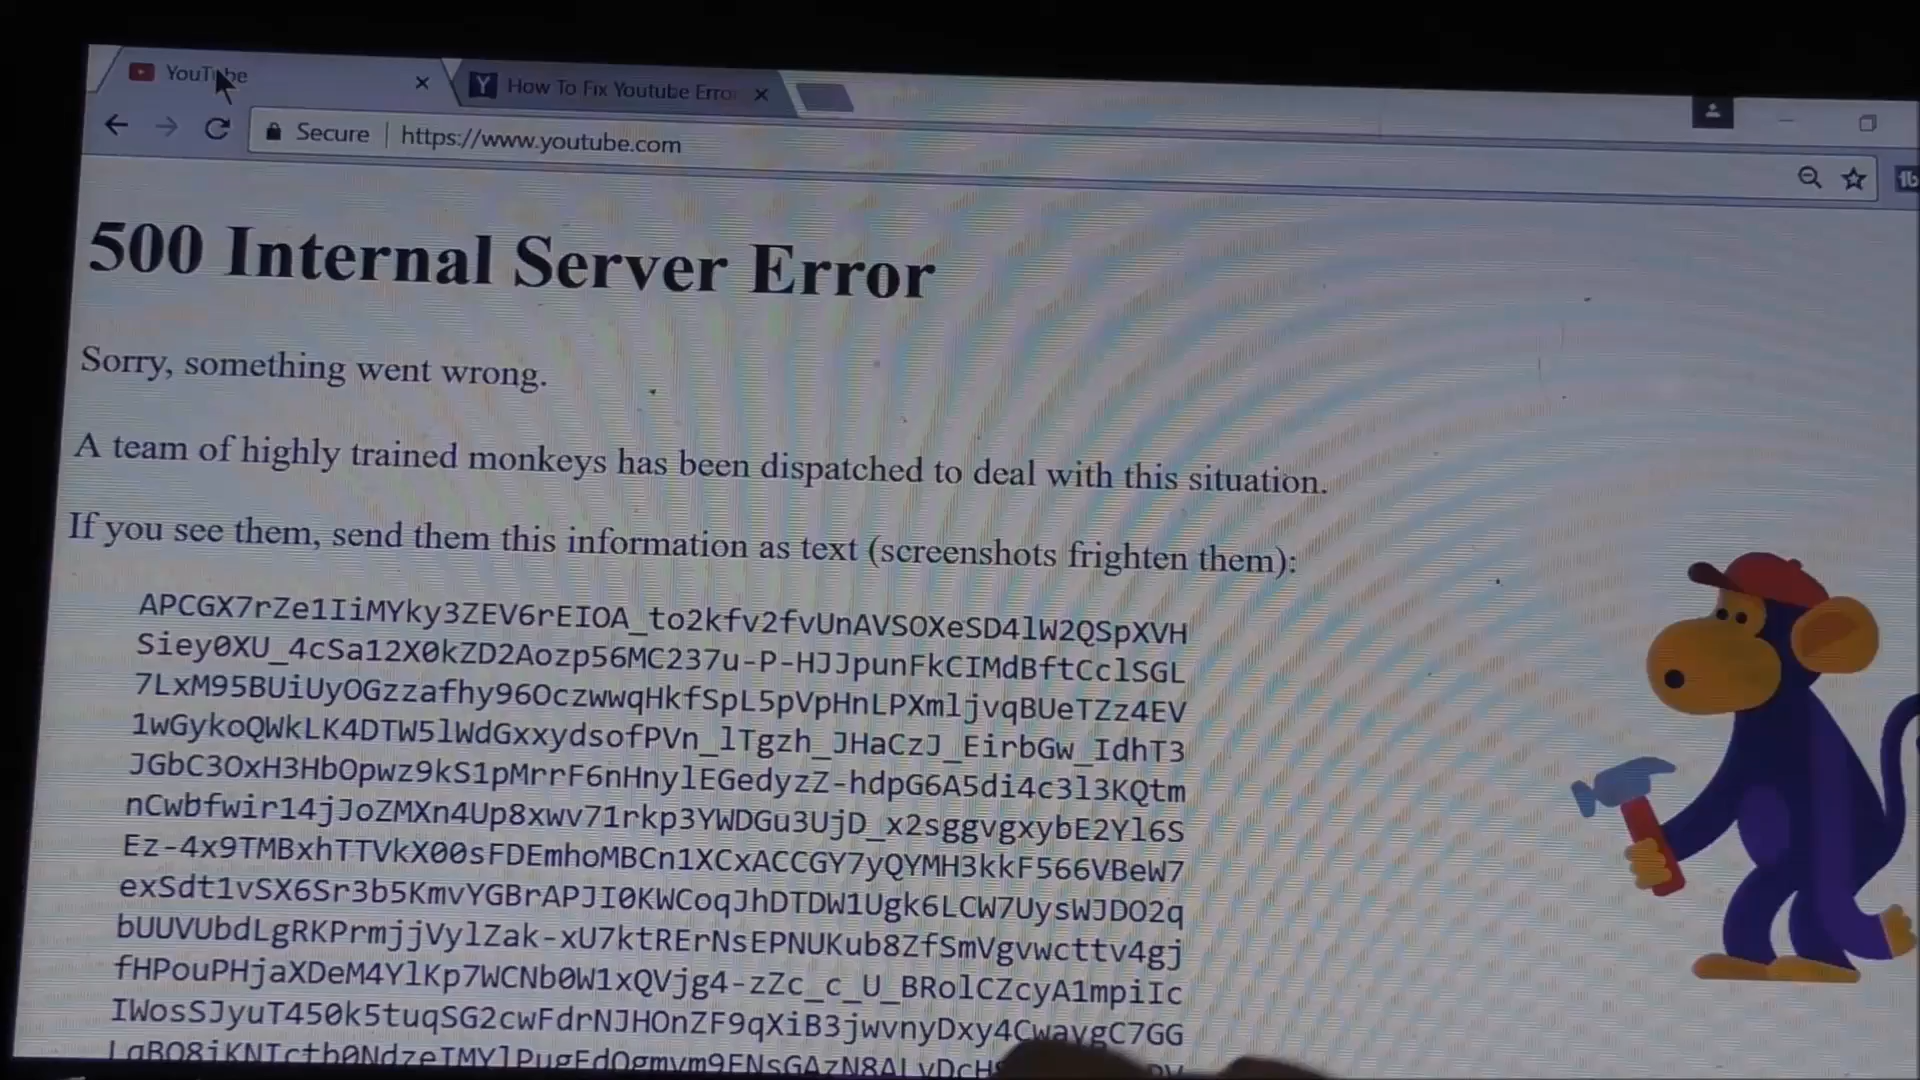 YouTube
How To Fix Youtube Erro
Secure | https://www.youtube.com
500 Internal Server Error
Sorry, something went wrong.
A team of highly trained monkeys has been dispatched to deal with this situation.
If you see them, send them this information as text (screenshots frighten them):
APCGX7rZe1IiMYky3ZEV6rEIOA_to2kfv2fvUnAVSOXeSD4lW2QSpXVH
Siey0XU_4cSa12X0kZD2Aozp56MC237u-P-HJJpunFkCIMdBftCclSGL
7LxM95BUiUyOGzzafhy96OczwwqHkfSpL5pVpHnLPXmljvqBUeTZz4EV
1wGykoQWkLK4DTW5lWdGxxydsofPVn_lTgzh_JHaCzJ_EirbGw_IdhT3
JGbC3OxH3HbOpwz9kS1pMrrF6nHnylEGedyzZ-hdpG6A5di4c3l3KQtm
nCwbfwir14jJoZMXn4Up8xwv71rkp3YWDGu3UjD_x2sggvgxybE2Yl6S
Ez-4x9TMBxhTTVkX00sFDEmhoMBCn1XCxACCGY7yQYMH3kkF566VBeW7
exSdt1vSX6Sr3b5KmvYGBrAPJI0KWCoqJhDTDW1Ugk6LCW7UysWJDO2q
bUUVUbdLgRKPrmjjVylZak-xU7ktRErNsEPNUKub8ZfSmVgvwcttv4gj
fHPouPHjaXDeM4YlKp7WCNb0W1xQVjg4-zZc_c_U_BRolCZcyA1mpiIc
IWosSJyuT450k5tuqSG2cwFdrNJHOnZF9qXiB3jwvnyDxy4CwavgC7GG